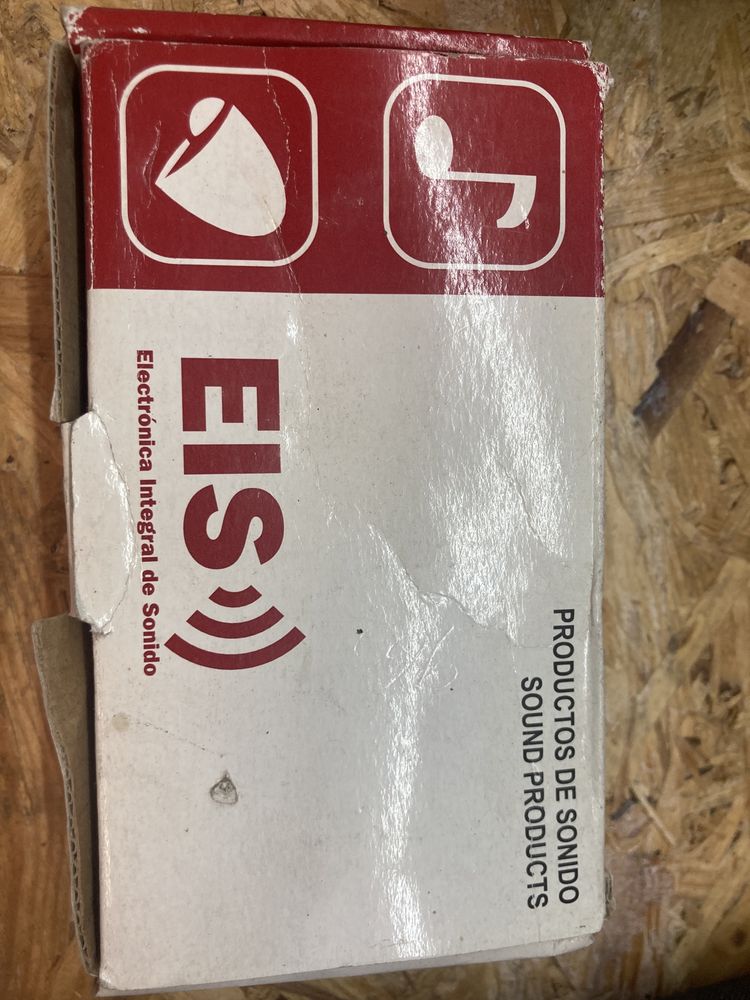 EIS
Electrónica Integral de Sonido
PRODUCTOS DE SONIDO
SOUND PRODUCTS